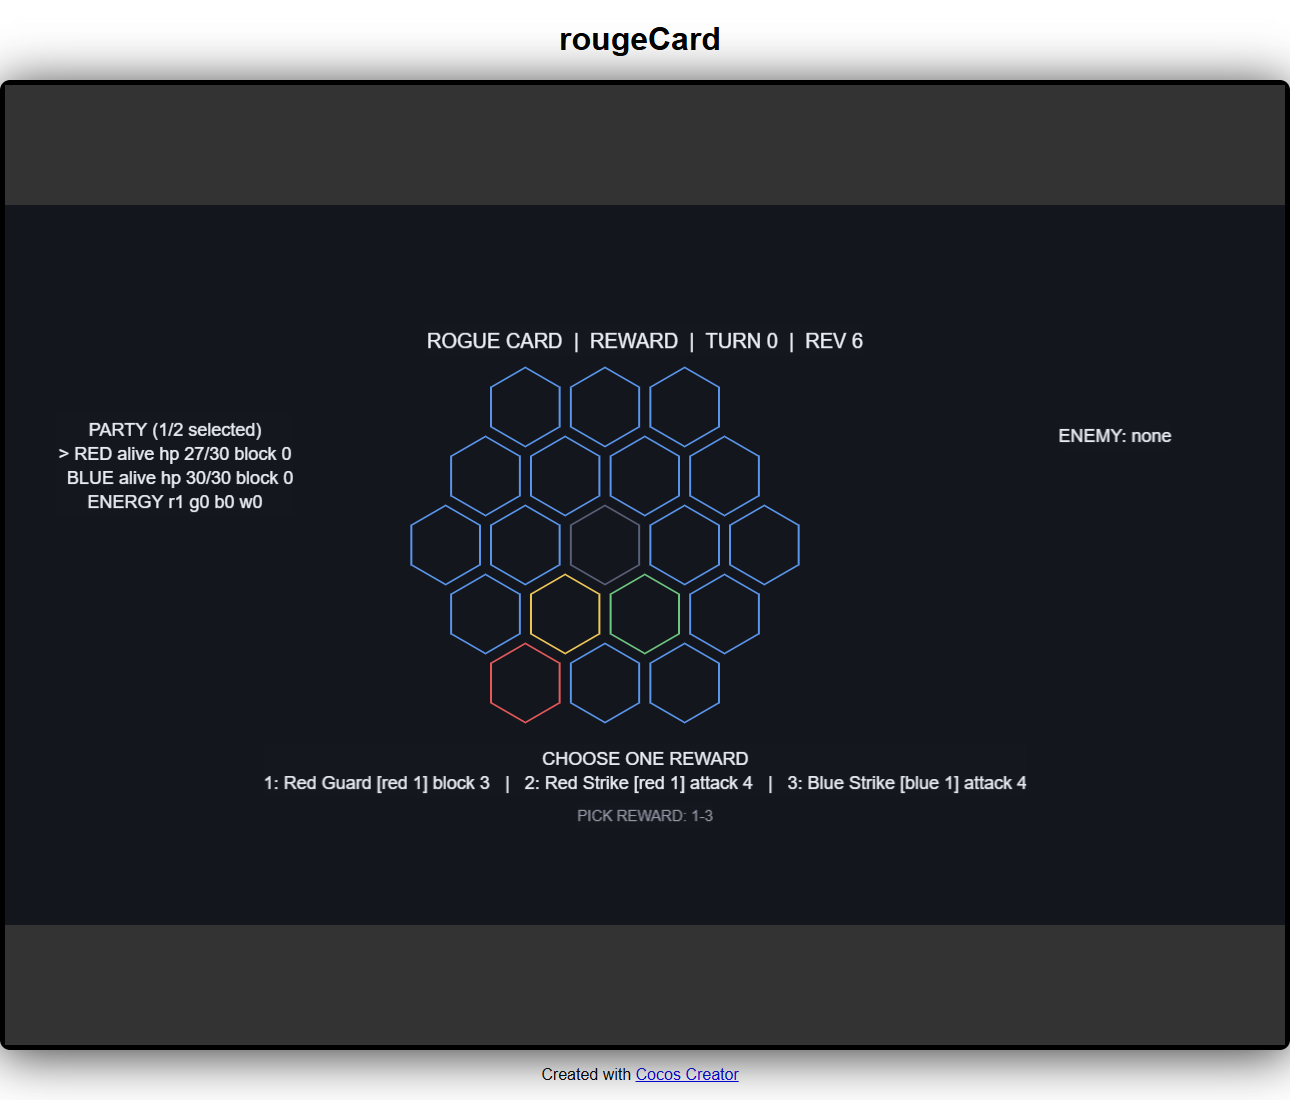 rougeCard
ROGUE CARD | REWARD | TURN 0 | REV 6
PARTY (1/2 selected)
> RED alive hp 27/30 block 0
BLUE alive hp 30/30 block 0
ENERGY r1 g0 b0 w0
ENEMY: none
CHOOSE ONE REWARD
1: Red Guard [red 1] block 3 | 2: Red Strike [red 1] attack 4 | 3: Blue Strike [blue 1] attack 4
PICK REWARD: 1-3
Created with Cocos Creator